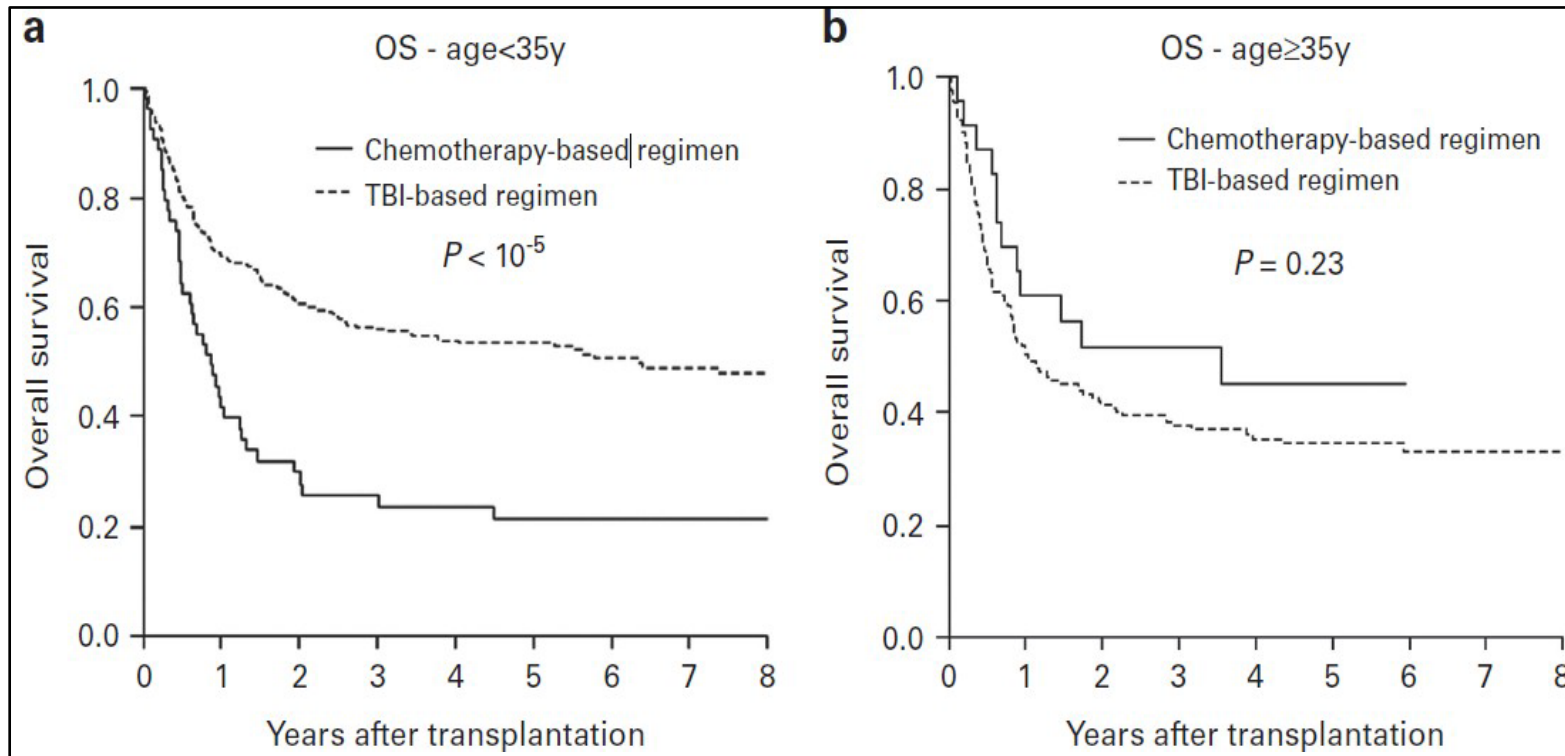 a
OS - age<35y
1.0
0.8
0.6
0.4
0.2
0.0
Overall survival
Chemotherapy-based regimen
TBI-based regimen
P < 10-5
0 1 2 3 4 5 6 7 8
Years after transplantation
b
OS - age≥35y
1.0
0.8
0.6
0.4
0.2
0.0
Overall survival
Chemotherapy-based regimen
TBI-based regimen
P = 0.23
0 1 2 3 4 5 6 7 8
Years after transplantation